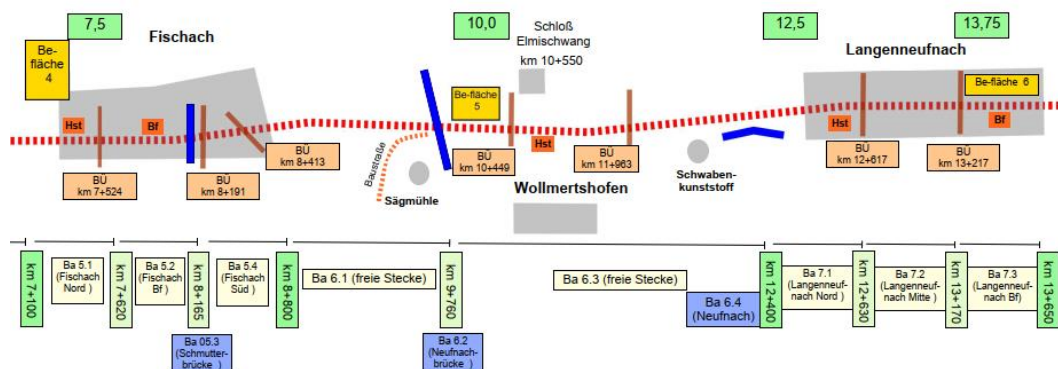 7,5
10,0
12,5
13,75
Fischach
Schloß
Elmischwang
km 10+550
Langenneufnach
Be-
fläche
4
Be-fläche
5
Be-fläche 6
Hst
Bf
Hst
Hst
Bf
BÜ
km 7+524
BÜ
km 8+191
BÜ
km 8+413
Baustraße
Sägmühle
BÜ
km 10+449
BÜ
km 11+963
Wollmertshofen
Schwaben-
kunststoff
BÜ
km 12+617
BÜ
km 13+217
km 7+100
Ba 5.1
(Fischach
Nord )
km 7+620
Ba 5.2
(Fischach
Bf)
km 8+165
Ba 5.4
(Fischach
Süd)
km 8+800
Ba 6.1 (freie Stecke)
km 9+760
Ba 6.3 (freie Stecke)
Ba 6.4
(Neufnach)
km 12+400
Ba 7.1
(Langenneuf-
nach Nord )
km 12+630
Ba 7.2
(Langenneuf-
nach Mitte )
km 13+170
Ba 7.3
(Langenneuf-
nach Bf)
km 13+650
Ba 05.3
(Schmutter-
brücke )
Ba 6.2
(Neufnach-
brücke )